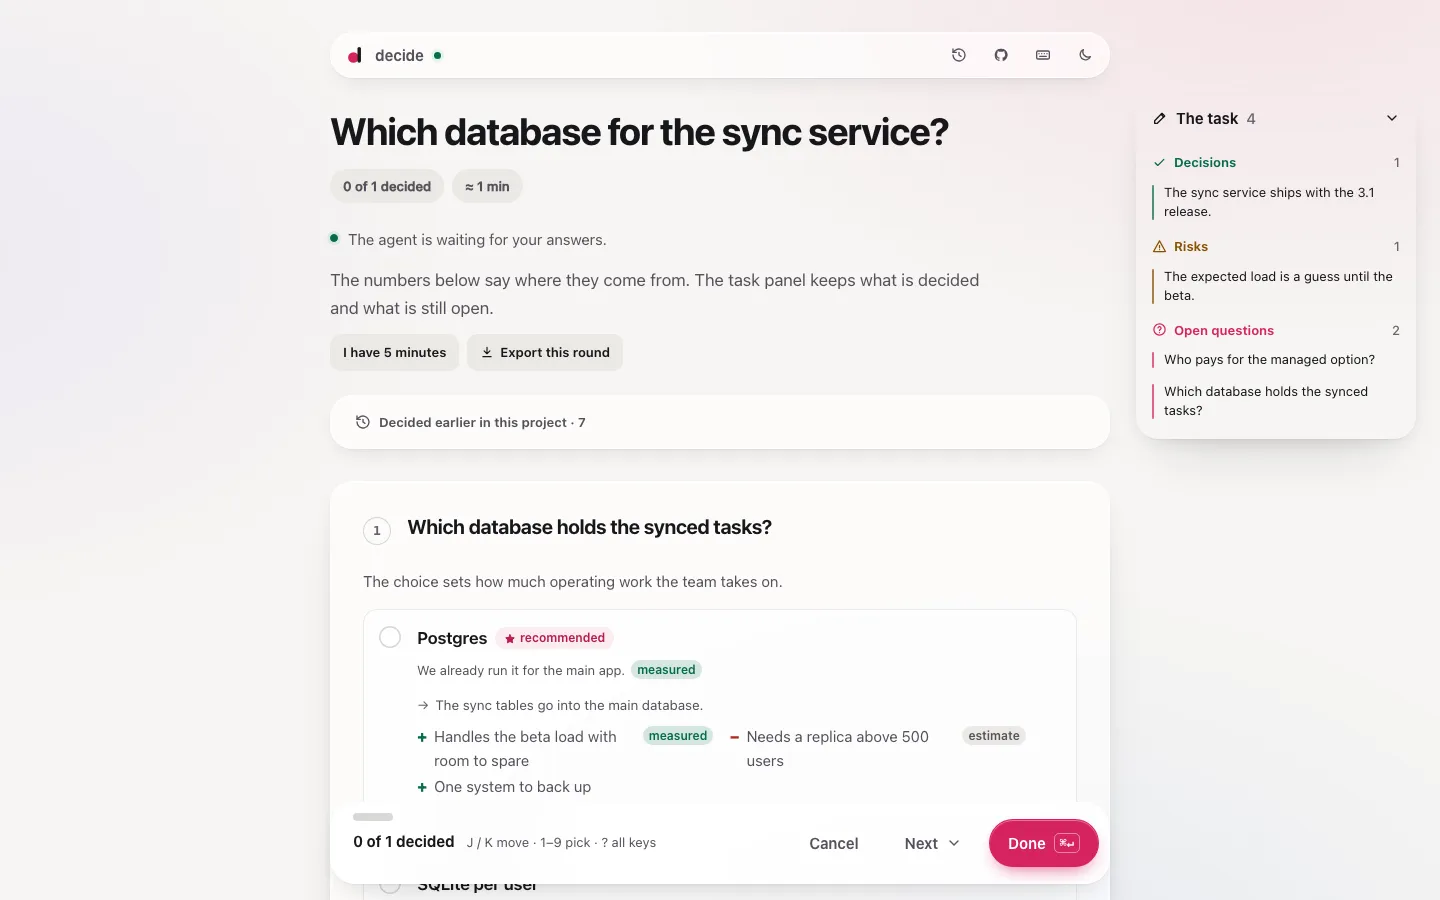 decide
Which database for the sync service?
0 of 1 decided
≈ 1 min
The agent is waiting for your answers.
The numbers below say where they come from. The task panel keeps what is decided
and what is still open.
I have 5 minutes
Export this round
Decided earlier in this project · 7
1
Which database holds the synced tasks?
The choice sets how much operating work the team takes on.
Postgres
recommended
We already run it for the main app.
measured
→ The sync tables go into the main database.
+ Handles the beta load with
room to spare
measured
− Needs a replica above 500
users
estimate
+ One system to back up
0 of 1 decided
J / K move · 1–9 pick · ? all keys
Cancel
Next
Done
⌘↵
SQLite per user
The task 4
Decisions 1
The sync service ships with the 3.1
release.
Risks 1
The expected load is a guess until the
beta.
Open questions 2
Who pays for the managed option?
Which database holds the synced
tasks?